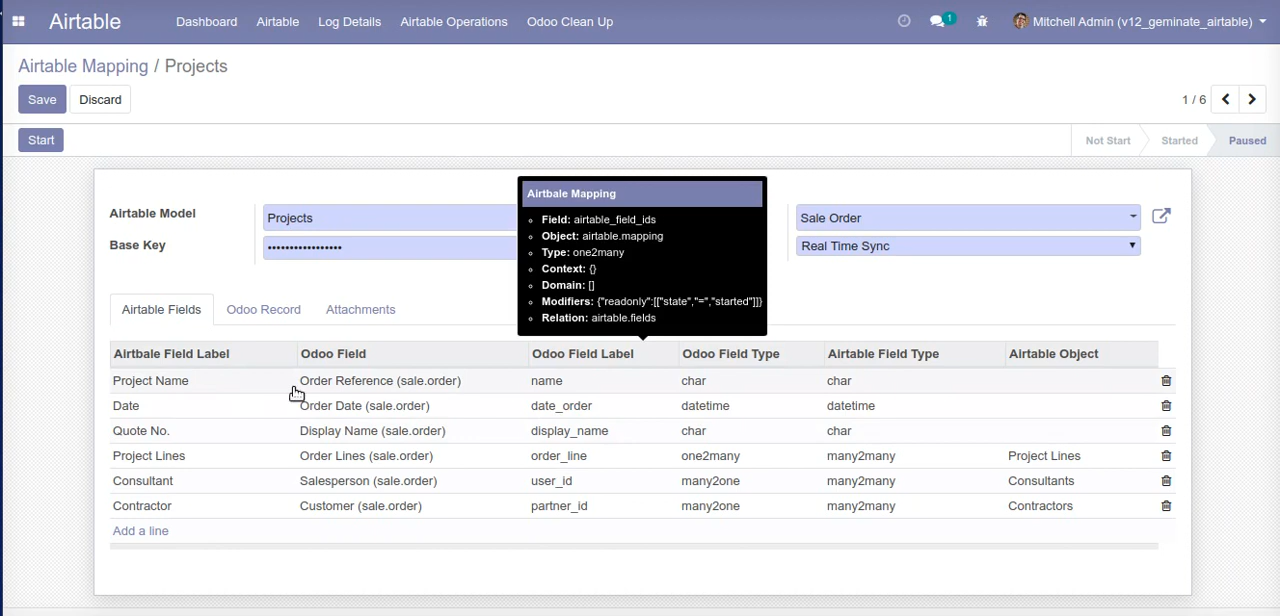 Airtable Dashboard Airtable Log Details Airtable Operations Odoo Clean Up 1 Mitchell Admin (v12_geminate_airtable)
Airtable Mapping / Projects
Save Discard 1 / 6
Start Not Start Started Paused
Airtbale Mapping
Field: airtable_field_ids
Object: airtable.mapping
Type: one2many
Context: {}
Domain: []
Modifiers: {"readonly":[["state","=","started"]]}
Relation: airtable.fields
Airtable Model Projects Sale Order
Base Key ••••••••••••••••• Real Time Sync
Airtable Fields Odoo Record Attachments
Airtbale Field Label Odoo Field Odoo Field Label Odoo Field Type Airtable Field Type Airtable Object
Project Name Order Reference (sale.order) name char char
Date Order Date (sale.order) date_order datetime datetime
Quote No. Display Name (sale.order) display_name char char
Project Lines Order Lines (sale.order) order_line one2many many2many Project Lines
Consultant Salesperson (sale.order) user_id many2one many2many Consultants
Contractor Customer (sale.order) partner_id many2one many2many Contractors
Add a line